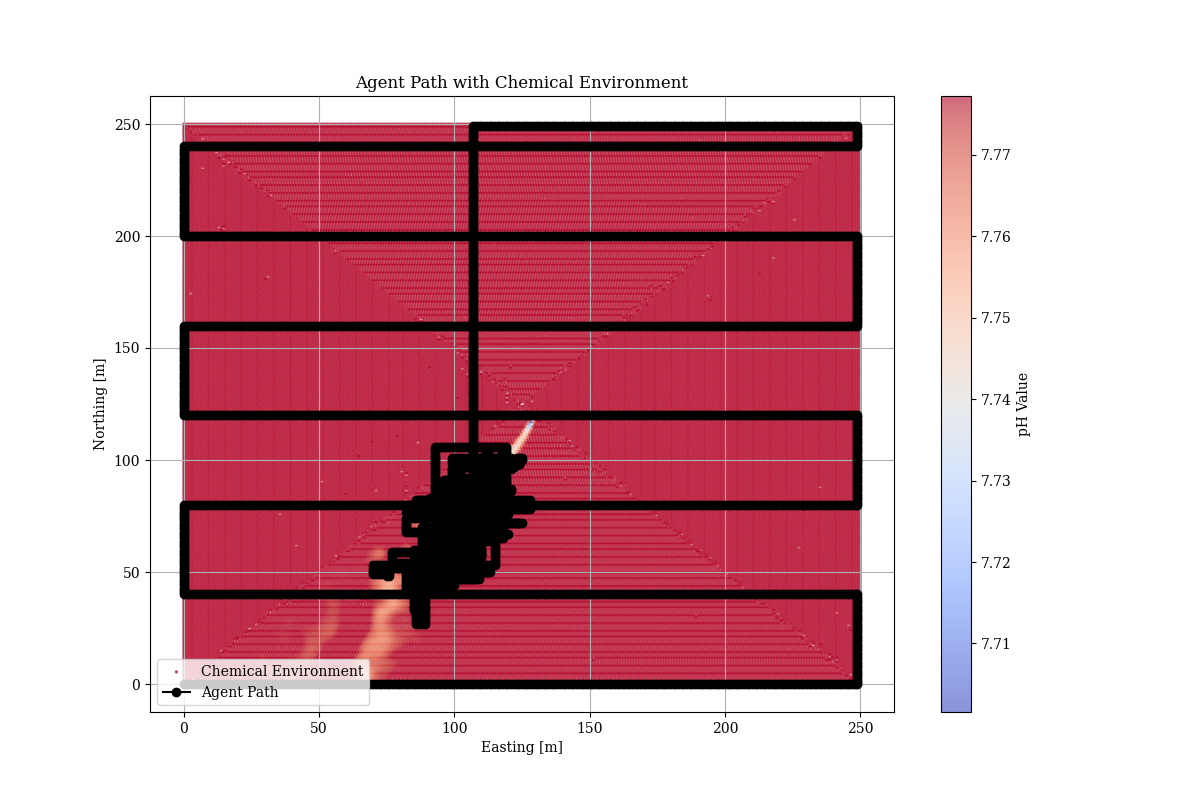 Agent Path with Chemical Environment
250
200
150
100
50
0
Northing [m]
0 50 100 150 200 250
Easting [m]
Chemical Environment
Agent Path
7.77
7.76
7.75
7.74
7.73
7.72
7.71
pH Value